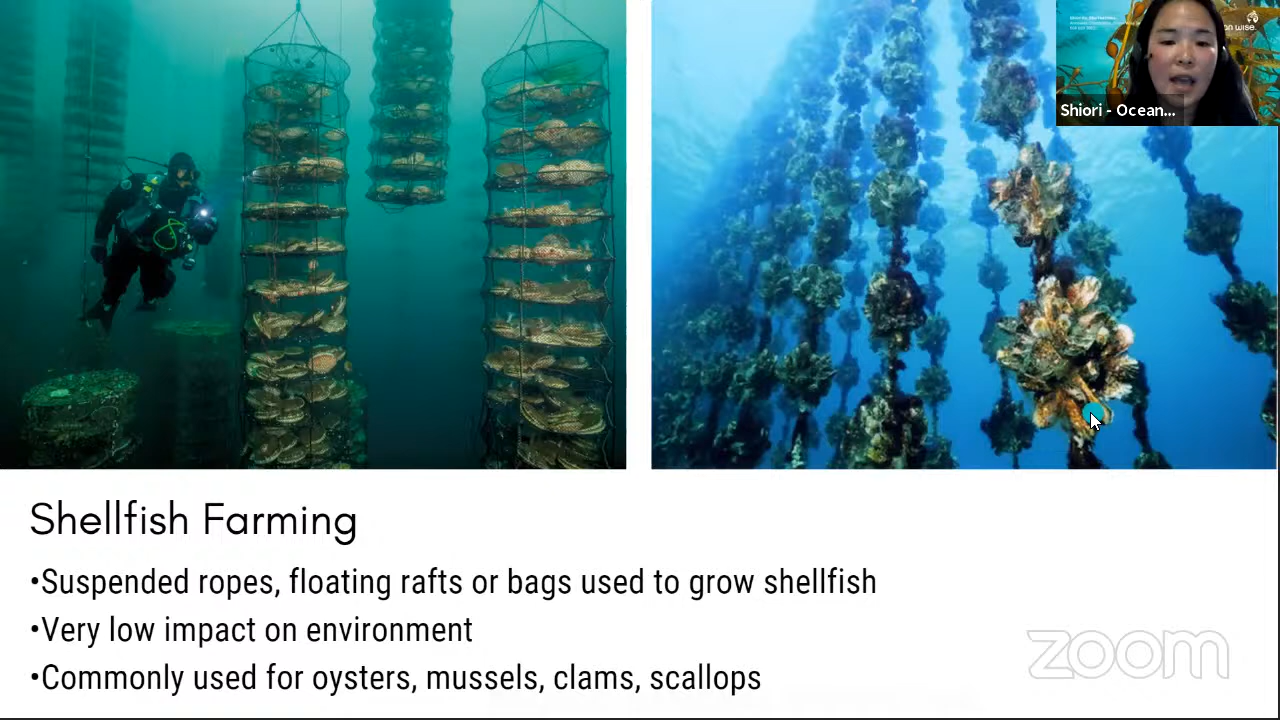 wise.
Shiori - Ocean...
Shellfish Farming
•Suspended ropes, floating rafts or bags used to grow shellfish
•Very low impact on environment
•Commonly used for oysters, mussels, clams, scallops
zoom